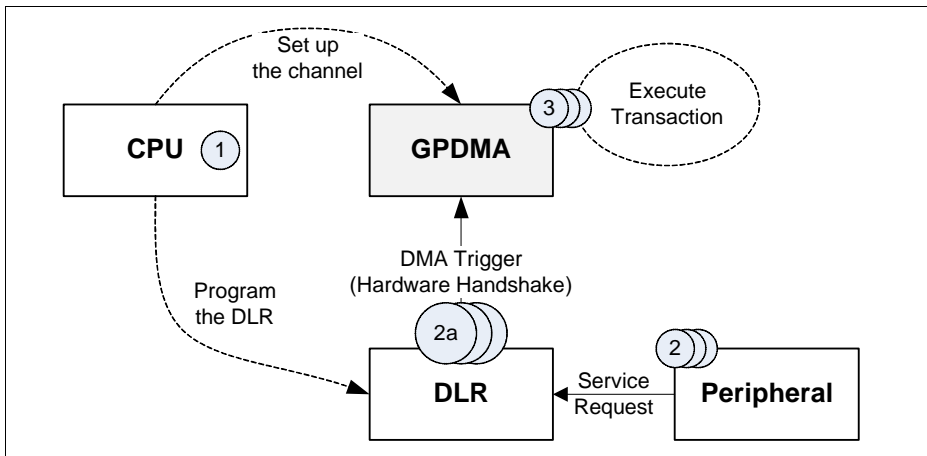 Set up
the channel
3
Execute
Transaction
CPU
1
GPDMA
DMA Trigger
(Hardware Handshake)
Program
the DLR
2a
2
DLR
Service
Request
Peripheral